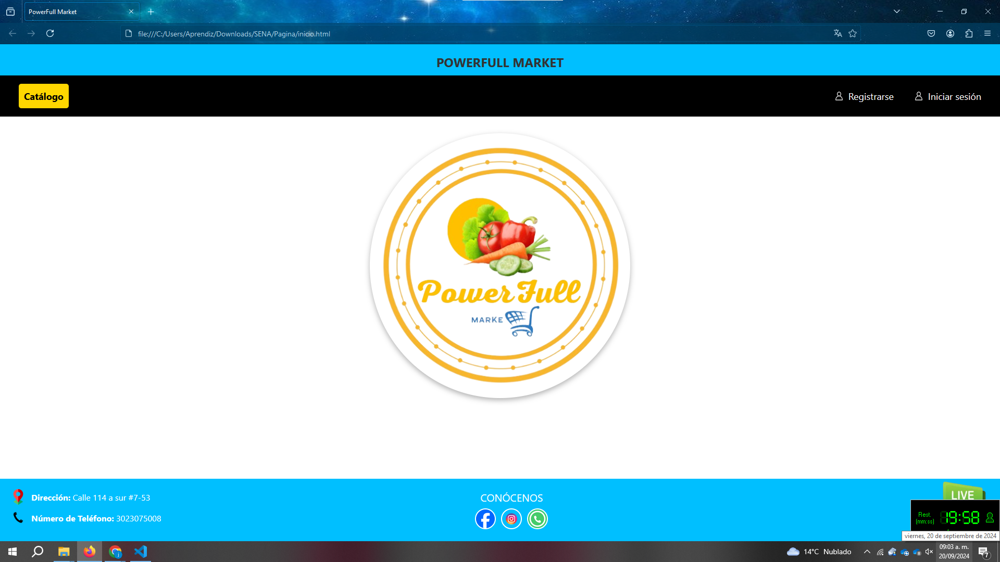 PowerFull Market
file:///C:/Users/Aprendiz/Downloads/SENA/Pagina/inicio.html
POWERFULL MARKET
Catálogo
Registrarse
Iniciar sesión
PowerFull
MARKE
Dirección: Calle 114 a sur #7-53
Número de Teléfono: 3023075008
CONÓCENOS
LIVE
Rest.
(mm:ss)
19:58
viernes, 20 de septiembre de 2024
14°C Nublado
09:03 a. m.
20/09/2024
7